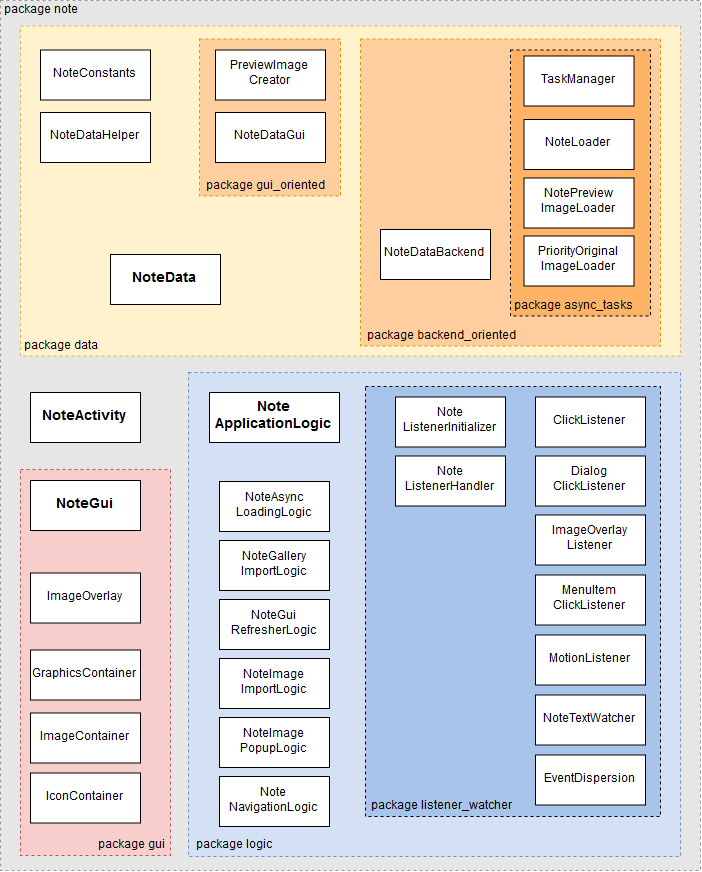 package note
NoteConstants
NoteDataHelper
PreviewImage
Creator
NoteDataGui
package gui_oriented
NoteData
NoteDataBackend
TaskManager
NoteLoader
NotePreview
ImageLoader
PriorityOriginal
ImageLoader
package async_tasks
package backend_oriented
package data
NoteActivity
NoteGui
ImageOverlay
GraphicsContainer
ImageContainer
IconContainer
package gui
Note
ApplicationLogic
NoteAsync
LoadingLogic
NoteGallery
ImportLogic
NoteGui
RefresherLogic
NoteImage
ImportLogic
NoteImage
PopupLogic
Note
NavigationLogic
Note
ListenerInitializer
Note
ListenerHandler
ClickListener
Dialog
ClickListener
ImageOverlay
Listener
MenuItem
ClickListener
MotionListener
NoteTextWatcher
EventDispersion
package listener_watcher
package logic